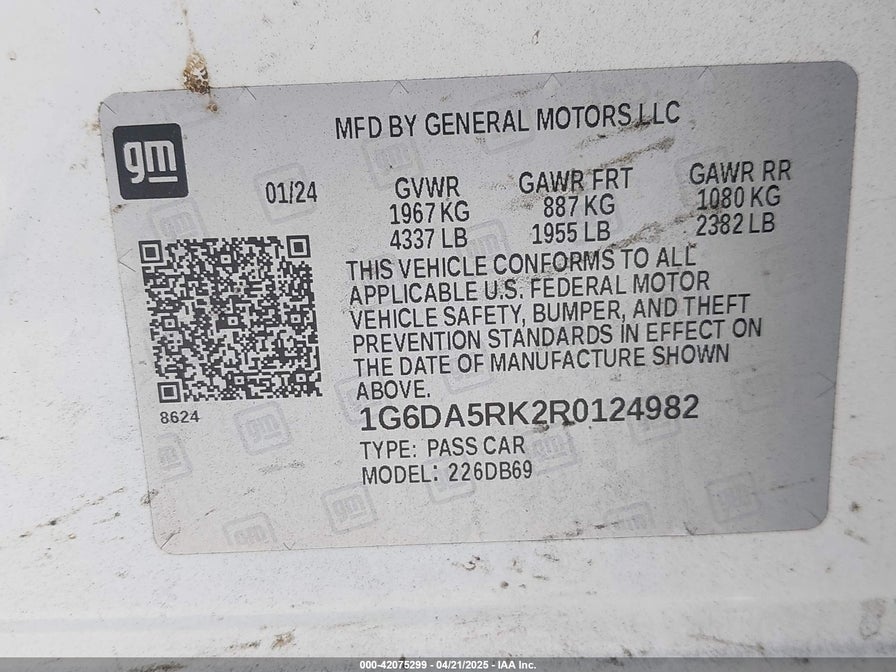 gm
MFD BY GENERAL MOTORS LLC
01/24
GVWR
1967 KG
4337 LB
GAWR FRT
887 KG
1955 LB
GAWR RR
1080 KG
2382 LB
THIS VEHICLE CONFORMS TO ALL
APPLICABLE U.S. FEDERAL MOTOR
VEHICLE SAFETY, BUMPER, AND THEFT
PREVENTION STANDARDS IN EFFECT ON
THE DATE OF MANUFACTURE SHOWN
ABOVE.
8624
1G6DA5RK2R0124982
TYPE: PASS CAR
MODEL: 226DB69
000-42075299 - 04/21/2025 - IAA Inc.